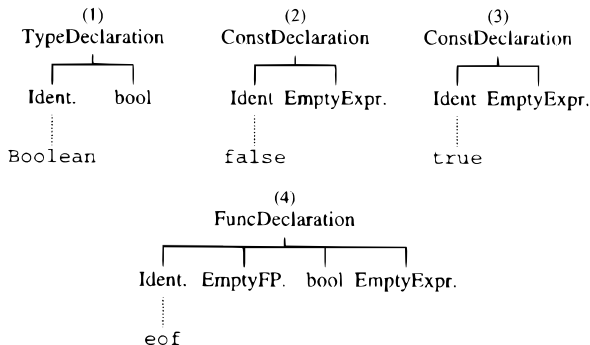 (1) (2) (3)
TypeDeclaration ConstDeclaration ConstDeclaration
Ident. bool Ident EmptyExpr. Ident EmptyExpr.
Boolean false true
(4)
FuncDeclaration
Ident. EmptyFP. bool EmptyExpr.
eof